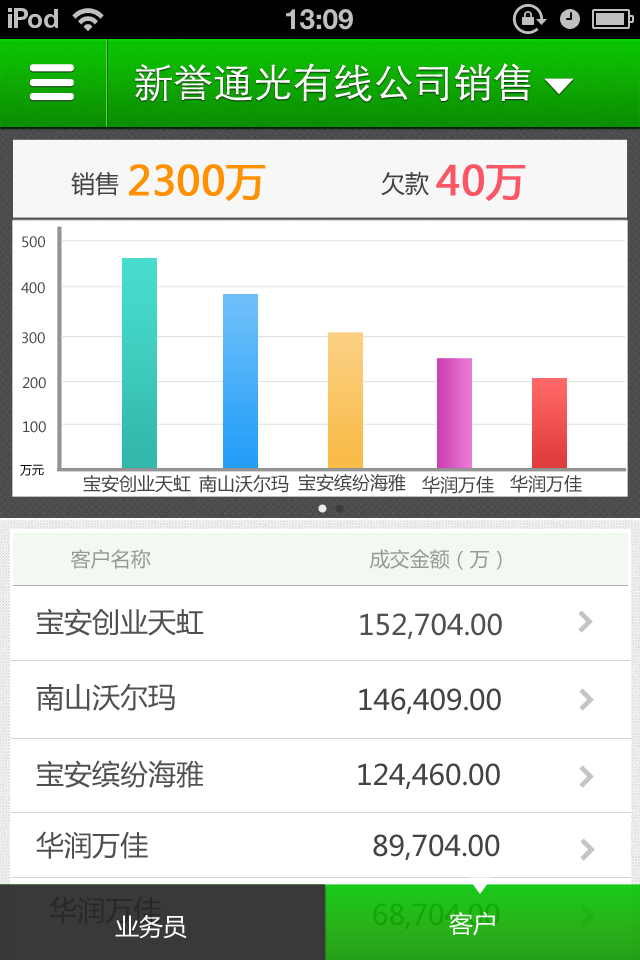 iPod 13:09
新誉通光有线公司销售
销售 2300万 欠款 40万
500
400
300
200
100
万元
宝安创业天虹 南山沃尔玛 宝安缤纷海雅 华润万佳 华润万佳
客户名称 成交金额（万）
宝安创业天虹 152,704.00
南山沃尔玛 146,409.00
宝安缤纷海雅 124,460.00
华润万佳 89,704.00
华润万佳 68,704.00
业务员 客户